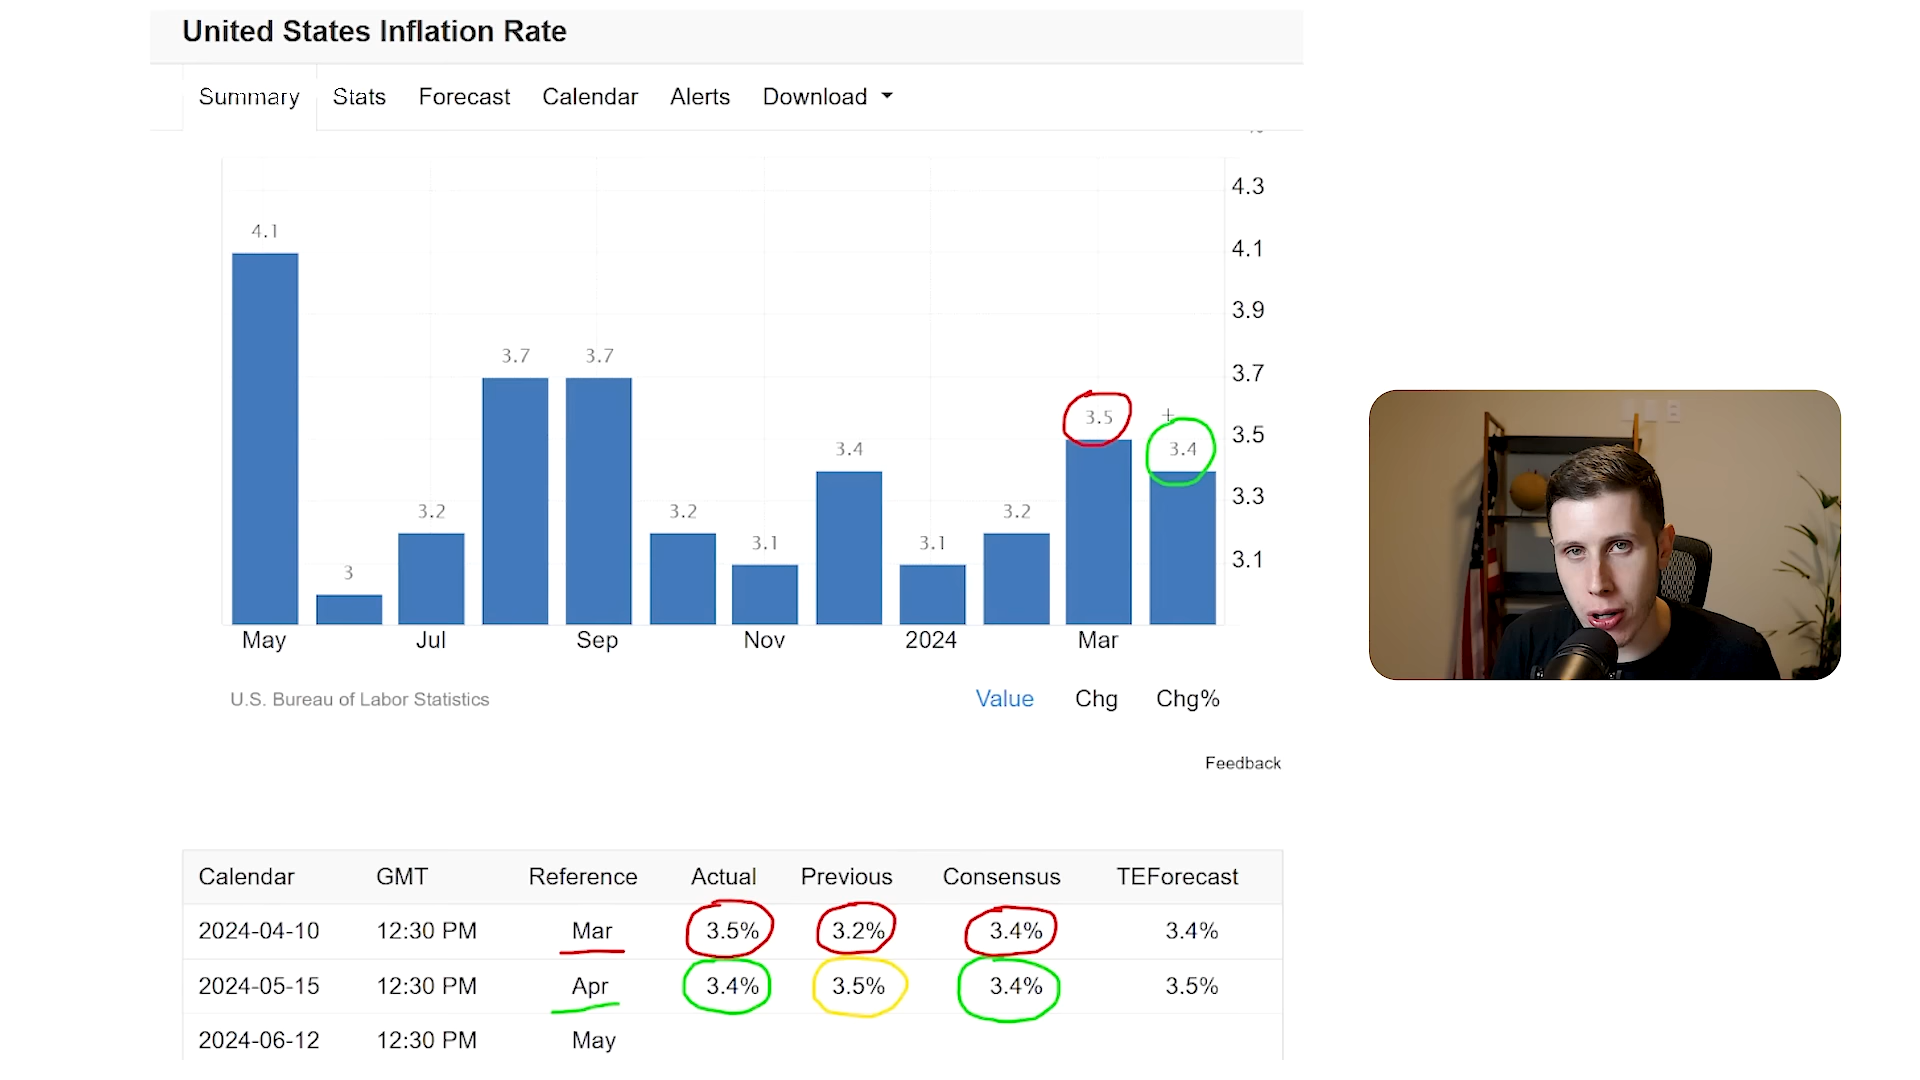 United States Inflation Rate
Summary Stats Forecast Calendar Alerts Download
4.3
4.1
3.9
3.7
3.5
3.3
3.1
4.1
3
3.2
3.7
3.7
3.2
3.1
3.4
3.1
3.2
3.5
3.4
May Jul Sep Nov 2024 Mar
U.S. Bureau of Labor Statistics Value Chg Chg%
Feedback
Calendar GMT Reference Actual Previous Consensus TEForecast
2024-04-10 12:30 PM Mar 3.5% 3.2% 3.4% 3.4%
2024-05-15 12:30 PM Apr 3.4% 3.5% 3.4% 3.5%
2024-06-12 12:30 PM May